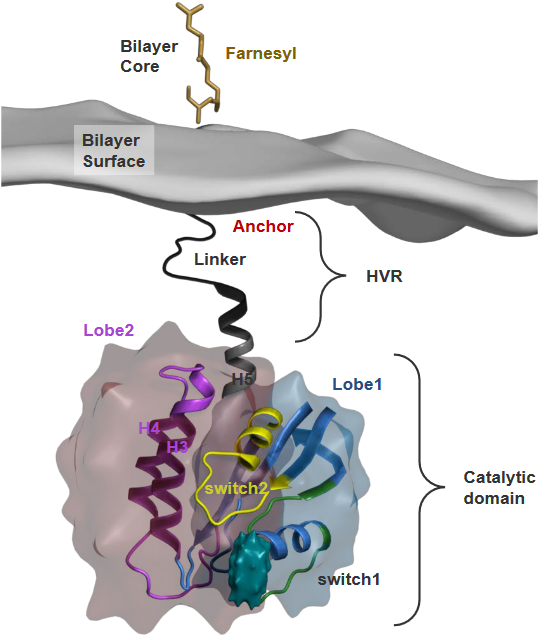 Bilayer
Core
Farnesyl
Bilayer
Surface
Anchor
Linker
HVR
Lobe2
H5
Lobe1
H4
H3
switch2
Catalytic
domain
switch1